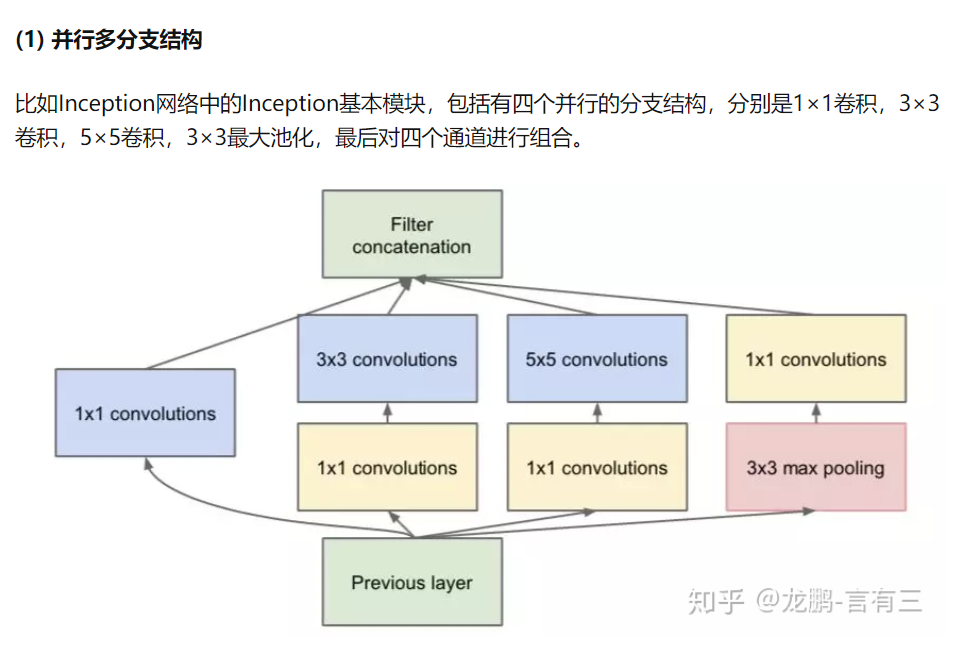 (1) 并行多分支结构
比如Inception网络中的Inception基本模块，包括有四个并行的分支结构，分别是1×1卷积，3×3
卷积，5×5卷积，3×3最大池化，最后对四个通道进行组合。
Filter
concatenation
3x3 convolutions
5x5 convolutions
1x1 convolutions
1x1 convolutions
1x1 convolutions
1x1 convolutions
3x3 max pooling
Previous layer
知乎 @龙鹏-言有三